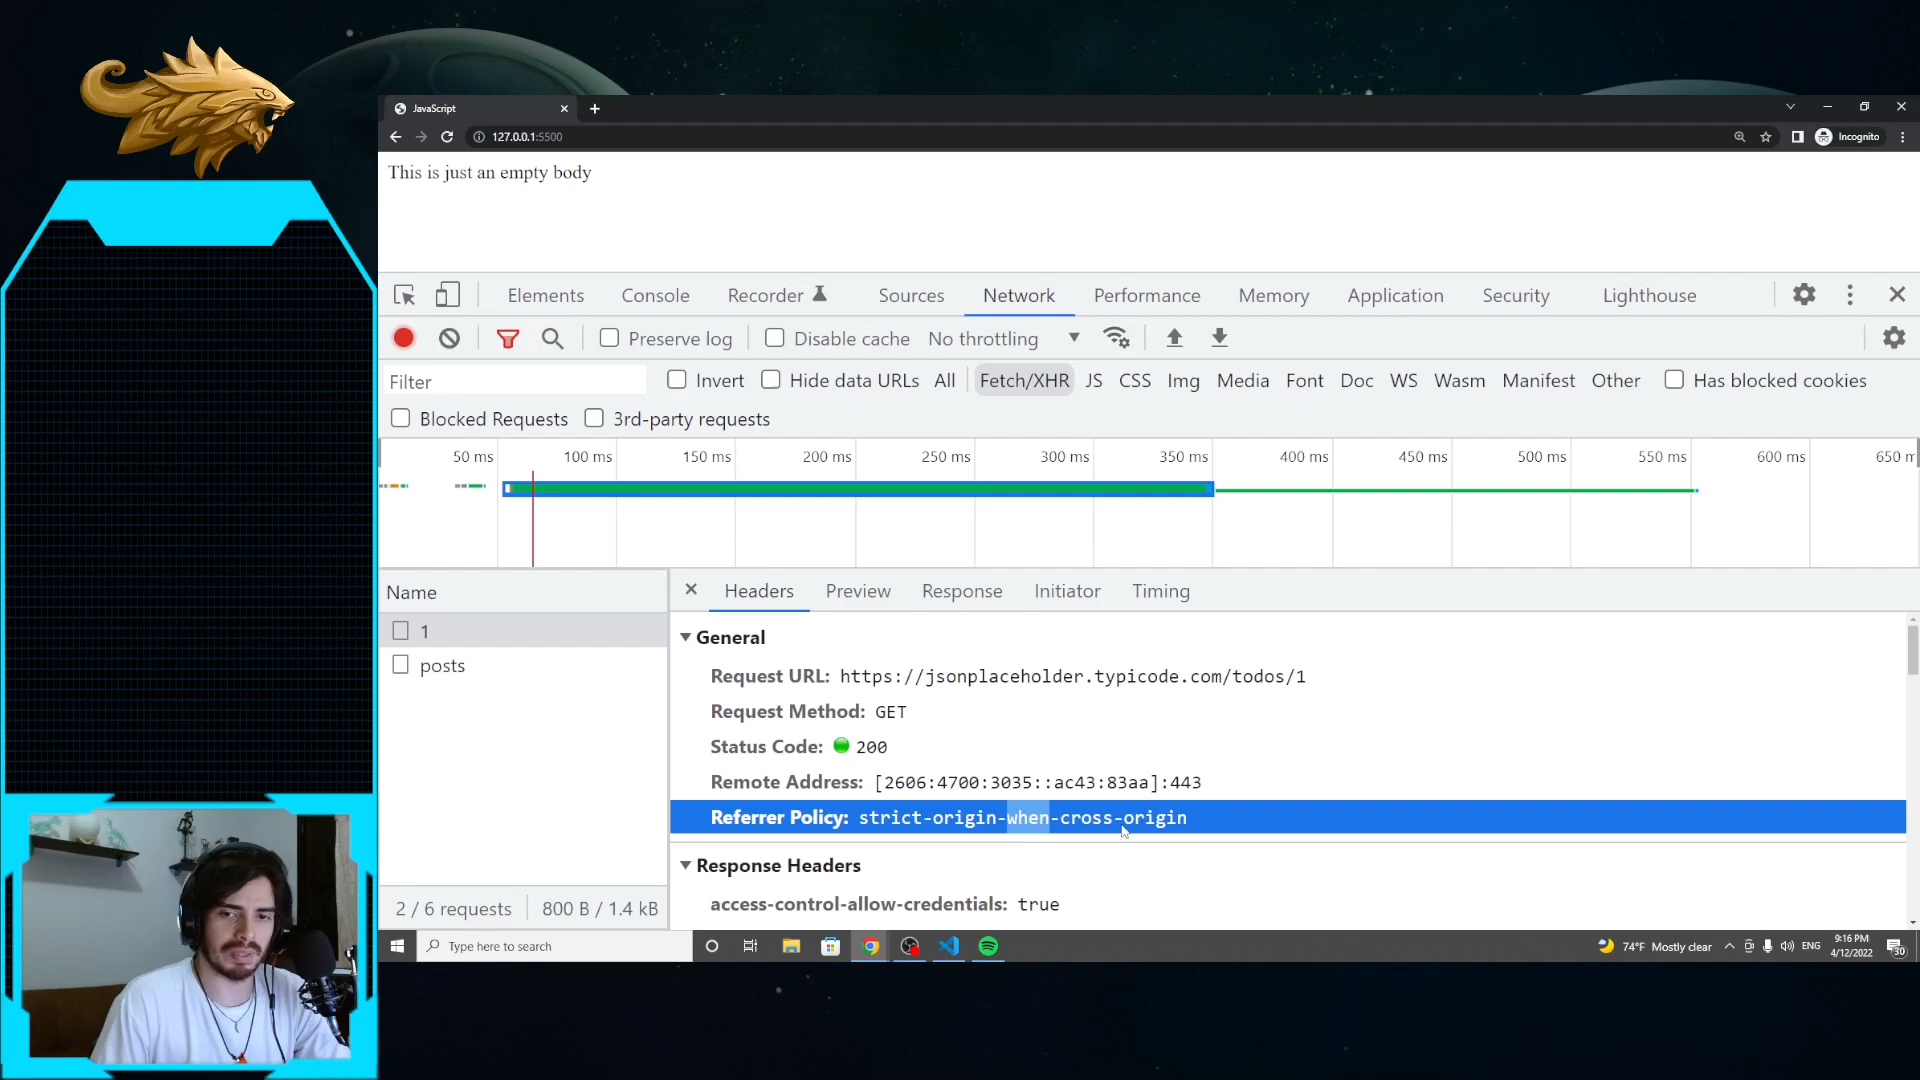 JavaScript
127.0.0.1:5500
Incognito
This is just an empty body
Elements Console Recorder Sources Network Performance Memory Application Security Lighthouse
Preserve log Disable cache No throttling
Filter Invert Hide data URLs All Fetch/XHR JS CSS Img Media Font Doc WS Wasm Manifest Other Has blocked cookies
Blocked Requests 3rd-party requests
50 ms 100 ms 150 ms 200 ms 250 ms 300 ms 350 ms 400 ms 450 ms 500 ms 550 ms 600 ms 650 m
Name Headers Preview Response Initiator Timing
1
posts
General
Request URL: https://jsonplaceholder.typicode.com/todos/1
Request Method: GET
Status Code: 200
Remote Address: [2606:4700:3035::ac43:83aa]:443
Referrer Policy: strict-origin-when-cross-origin
Response Headers
access-control-allow-credentials: true
2 / 6 requests 800 B / 1.4 kB
Type here to search
74°F Mostly clear
ENG
9:16 PM
4/12/2022
30